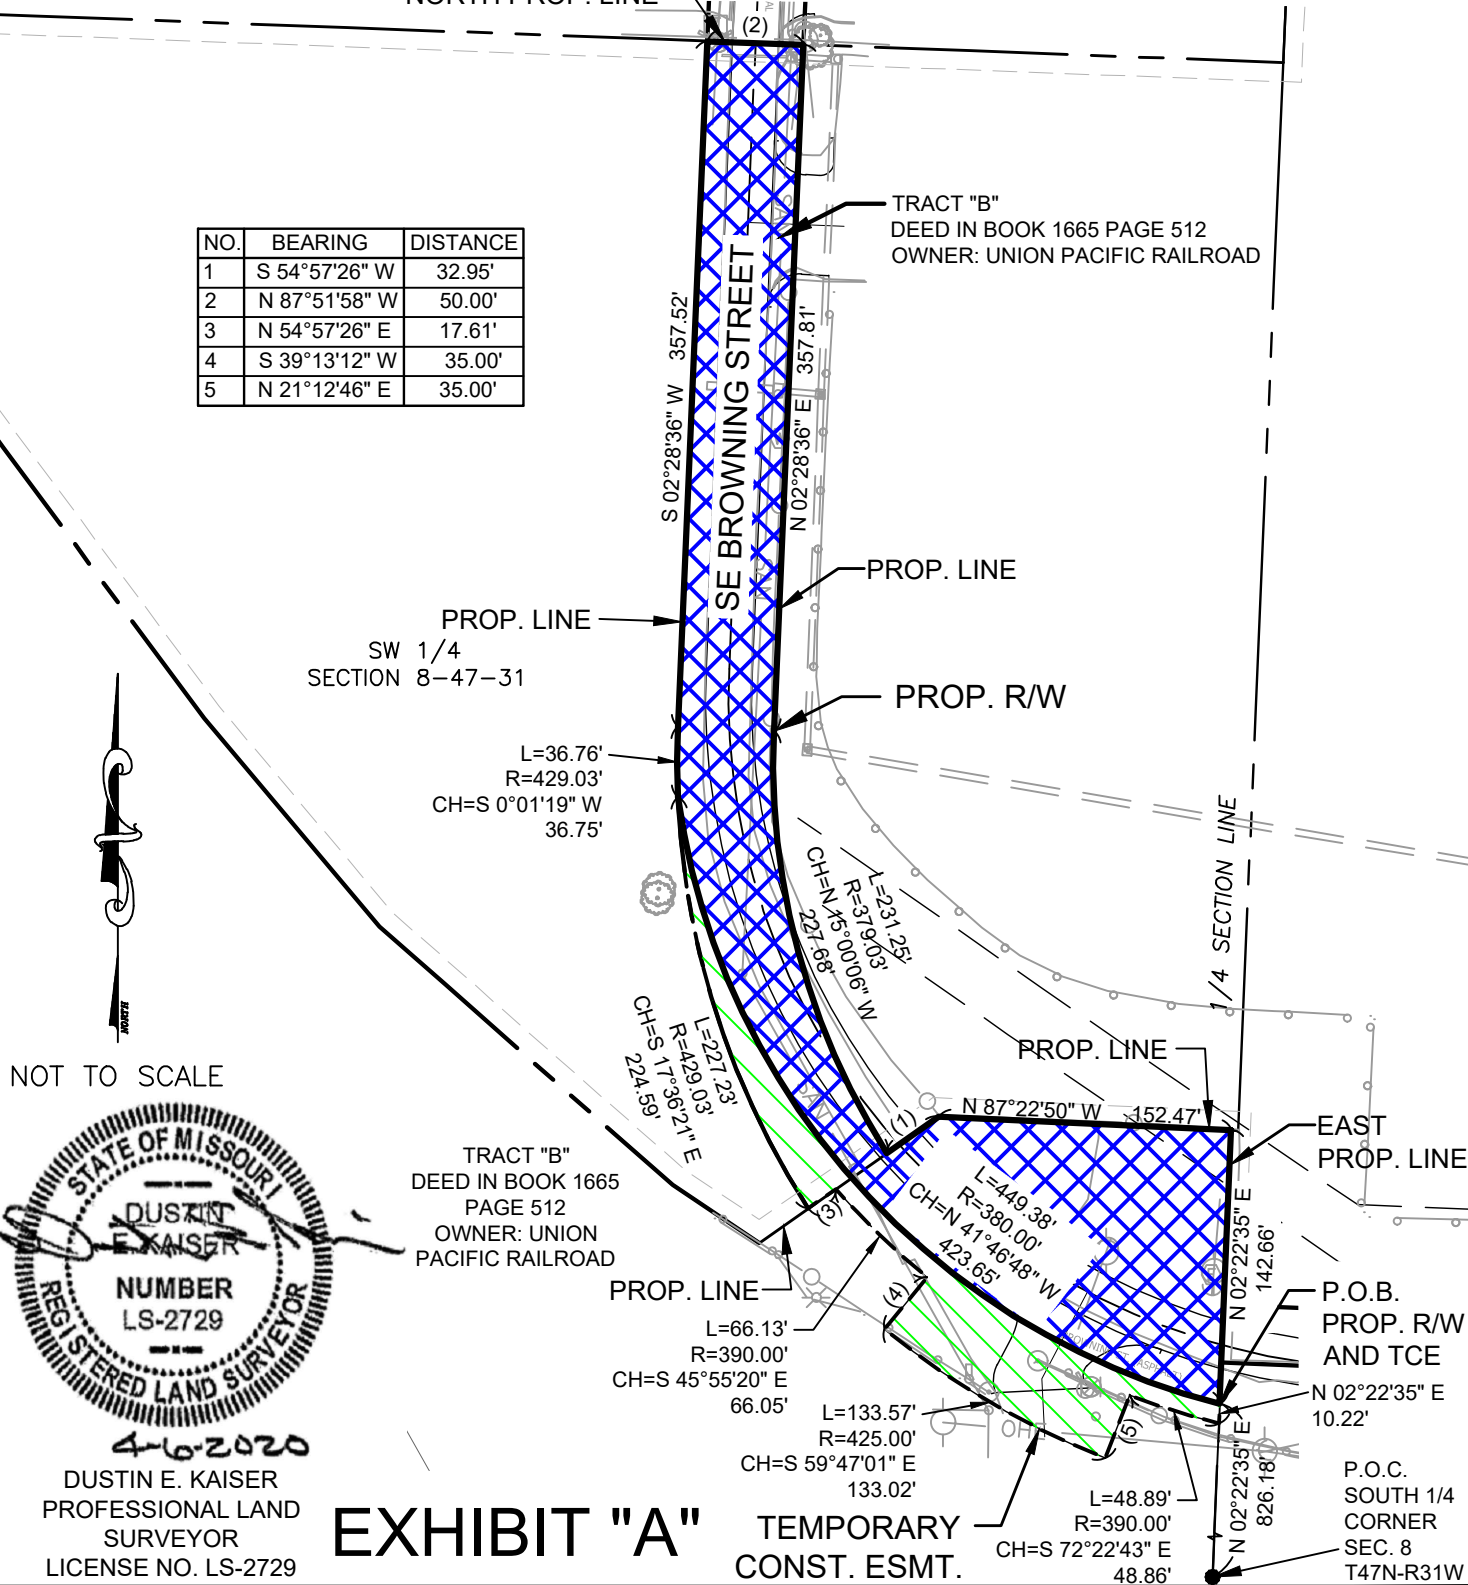 NORTH PROP. LINE
(2)
TRACT "B"
DEED IN BOOK 1665 PAGE 512
OWNER: UNION PACIFIC RAILROAD
NO. BEARING DISTANCE
1 S 54°57'26" W 32.95'
2 N 87°51'58" W 50.00'
3 N 54°57'26" E 17.61'
4 S 39°13'12" W 35.00'
5 N 21°12'46" E 35.00'
S 02°28'36" W 357.52'
SE BROWNING STREET
N 02°28'36" E 357.81'
PROP. LINE
PROP. LINE
SW 1/4
SECTION 8-47-31
PROP. R/W
L=36.76'
R=429.03'
CH=S 0°01'19" W
36.75'
1/4 SECTION LINE
L=231.25'
R=379.03'
CH=N 15°00'06" W
227.68'
NORTH
L=227.23'
R=429.03'
CH=S 17°36'21" E
224.59'
NOT TO SCALE
PROP. LINE
N 87°22'50" W 152.47'
(1)
EAST
PROP. LINE
STATE OF MISSOURI
DUSTIN
E. KAISER
NUMBER
LS-2729
REGISTERED LAND SURVEYOR
TRACT "B"
DEED IN BOOK 1665
PAGE 512
OWNER: UNION
PACIFIC RAILROAD
L=449.38'
R=380.00'
CH=N 41°46'48" W
423.65'
N 02°22'35" E
142.66'
(3)
PROP. LINE
(4)
P.O.B.
PROP. R/W
AND TCE
L=66.13'
R=390.00'
CH=S 45°55'20" E
66.05'
N 02°22'35" E
10.22'
L=133.57'
R=425.00'
CH=S 59°47'01" E
133.02'
OHE
(5)
4-6-2020
DUSTIN E. KAISER
PROFESSIONAL LAND
SURVEYOR
LICENSE NO. LS-2729
EXHIBIT "A"
TEMPORARY
CONST. ESMT.
L=48.89'
R=390.00'
CH=S 72°22'43" E
48.86'
N 02°22'35" E
826.18'
P.O.C.
SOUTH 1/4
CORNER
SEC. 8
T47N-R31W